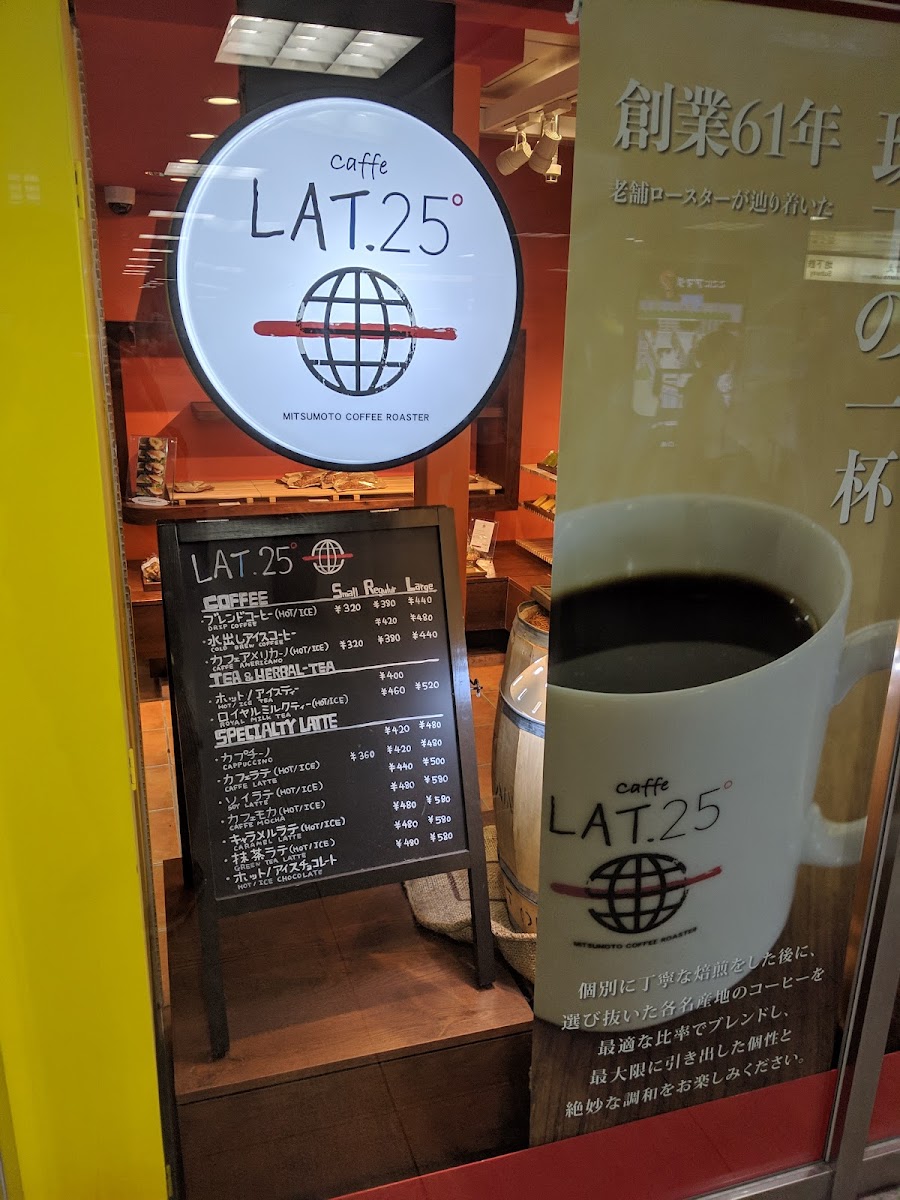 caffe
LAT.25°
MITSUMOTO COFFEE ROASTER
創業61年
老舗ロースターが辿り着いた
の一杯
LAT.25°
COFFEE Small Regular Large
・ブレンドコーヒー(HOT/ICE) ¥320 ¥380 ¥440
DRIP COFFEE
・水出しアイスコーヒー ¥420 ¥480
COLD BREW COFFEE
・カフェアメリカーノ(HOT/ICE) ¥320 ¥380 ¥440
CAFFE AMERICANO
TEA & HERBAL-TEA
・ホット/アイスティー ¥400
HOT/ICE TEA
・ロイヤルミルクティー(HOT/ICE) ¥460 ¥520
ROYAL MILK TEA
SPECIALTY LATTE
・カプチーノ ¥420 ¥480
CAPPUCCINO
・カフェラテ(HOT/ICE) ¥360 ¥420 ¥480
CAFFE LATTE
・ソイラテ(HOT/ICE) ¥440 ¥500
SOY LATTE
・カフェモカ(HOT/ICE) ¥480 ¥580
CAFFE MOCHA
・キャラメルラテ(HOT/ICE) ¥480 ¥580
CARAMEL LATTE
・抹茶ラテ(HOT/ICE) ¥480 ¥580
GREEN TEA LATTE
・ホット/アイスチョコレート ¥480 ¥580
HOT/ICE CHOCOLATE
caffe
LAT.25°
MITSUMOTO COFFEE ROASTER
個別に丁寧な焙煎をした後に、
選び抜いた各名産地のコーヒーを
最適な比率でブレンドし、
最大限に引き出した個性と
絶妙な調和をお楽しみください。